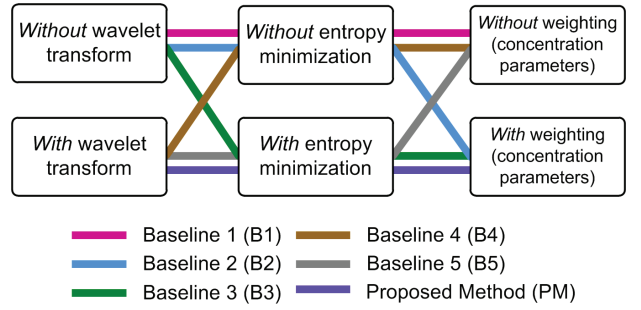 Without wavelet
transform
Without entropy
minimization
Without weighting
(concentration
parameters)
With wavelet
transform
With entropy
minimization
With weighting
(concentration
parameters)
Baseline 1 (B1)
Baseline 4 (B4)
Baseline 2 (B2)
Baseline 5 (B5)
Baseline 3 (B3)
Proposed Method (PM)